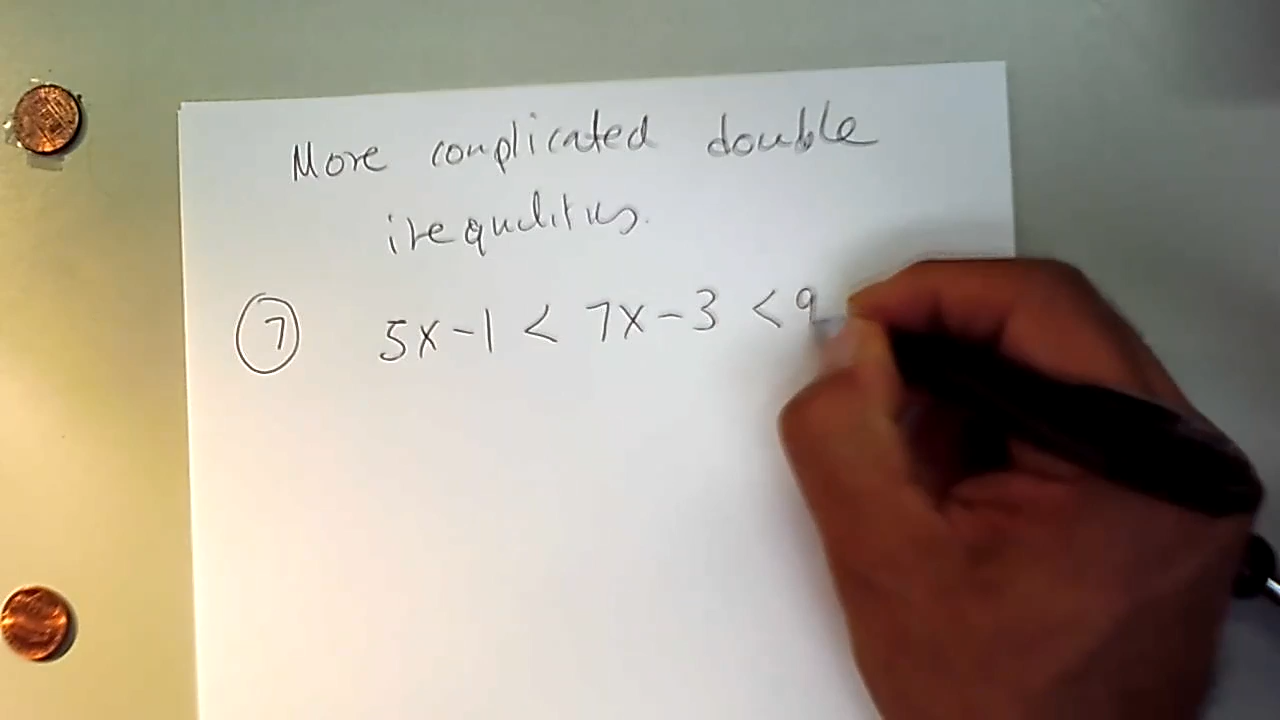 More complicated double
inequalities.
7 5x-1 < 7x-3 < 9